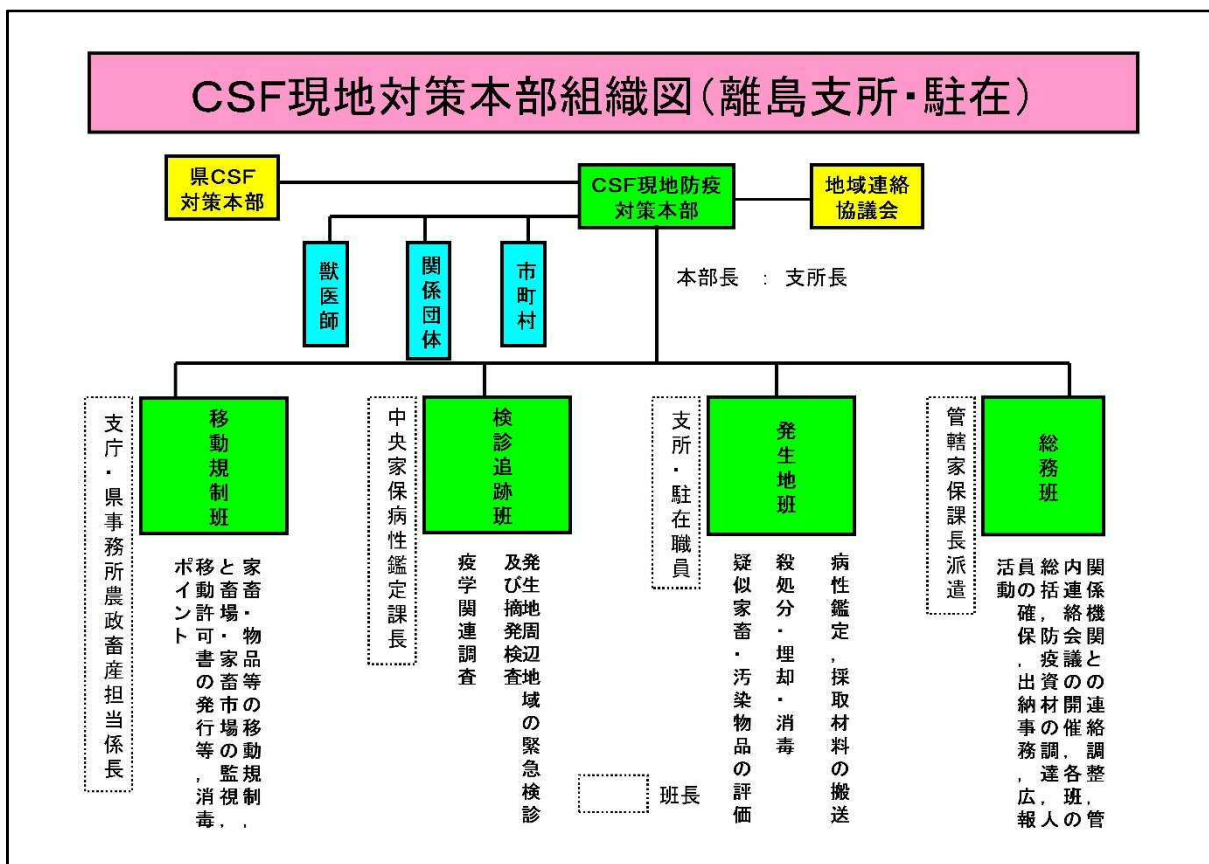 CSF現地対策本部組織図（離島支所・駐在）
県CSF
対策本部
CSF現地防疫
対策本部
地域連絡
協議会
獣医師
関係団体
市町村
本部長 : 支所長
支庁・県事務所農政畜産担当係長
移動規制班
家畜・物品等の移動規制,
と畜場・家畜市場の監視,
移動許可書の発行等,消毒
ポイント
中央家保病性鑑定課長
検診追跡班
発生地周辺地域の緊急検診
及び摘発検査
疫学関連調査
支所・駐在職員
発生地班
病性鑑定,採取材料の搬送
殺処分・埋却・消毒
疑似家畜・汚染物品の評価
管轄家保課長派遣
総務班
関係機関との連絡調整,管
内連絡会議の開催,各班の
総括,防疫資材の調達,人
員の確保,出納事務,広報
活動
班長